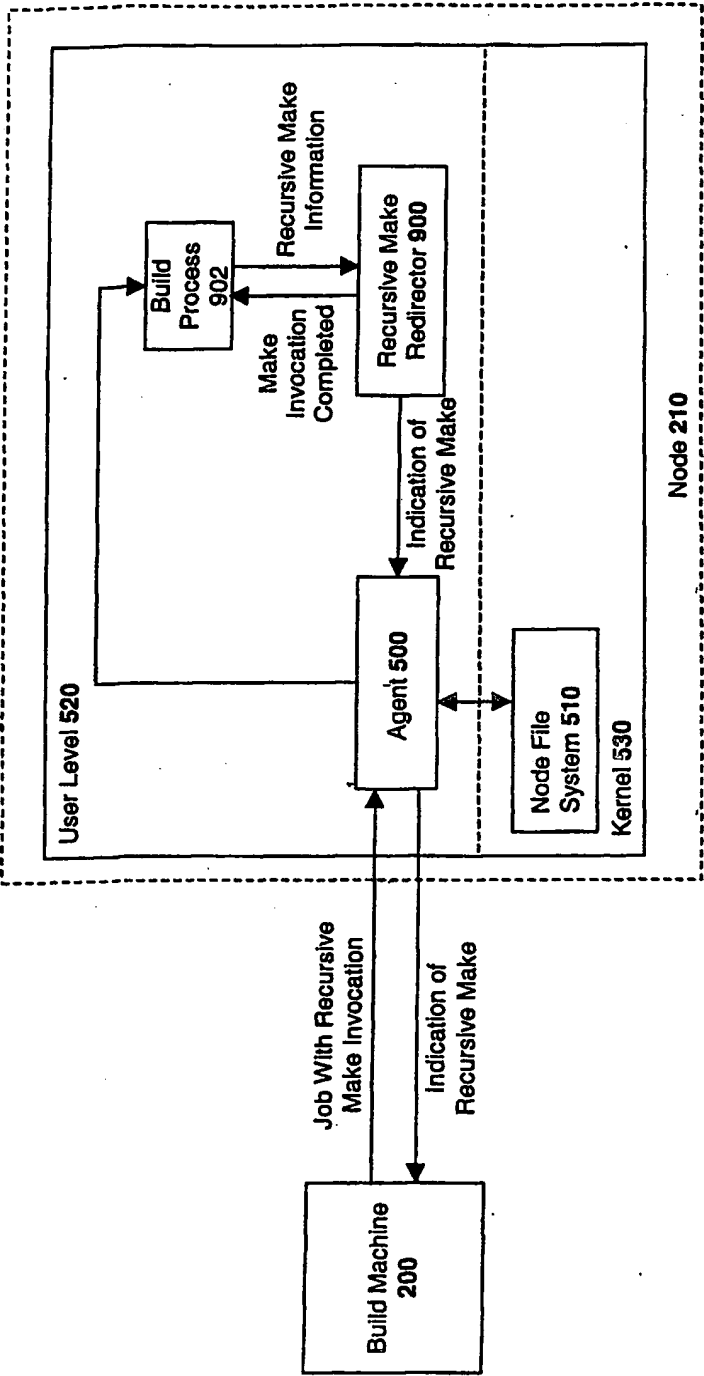 Build Machine
200
Job With Recursive
Make Invocation
Indication of
Recursive Make
User Level 520
Agent 500
Node File
System 510
Kernel 530
Indication of
Recursive Make
Build
Process
902
Make
Invocation
Completed
Recursive Make
Information
Recursive Make
Redirector 900
Node 210